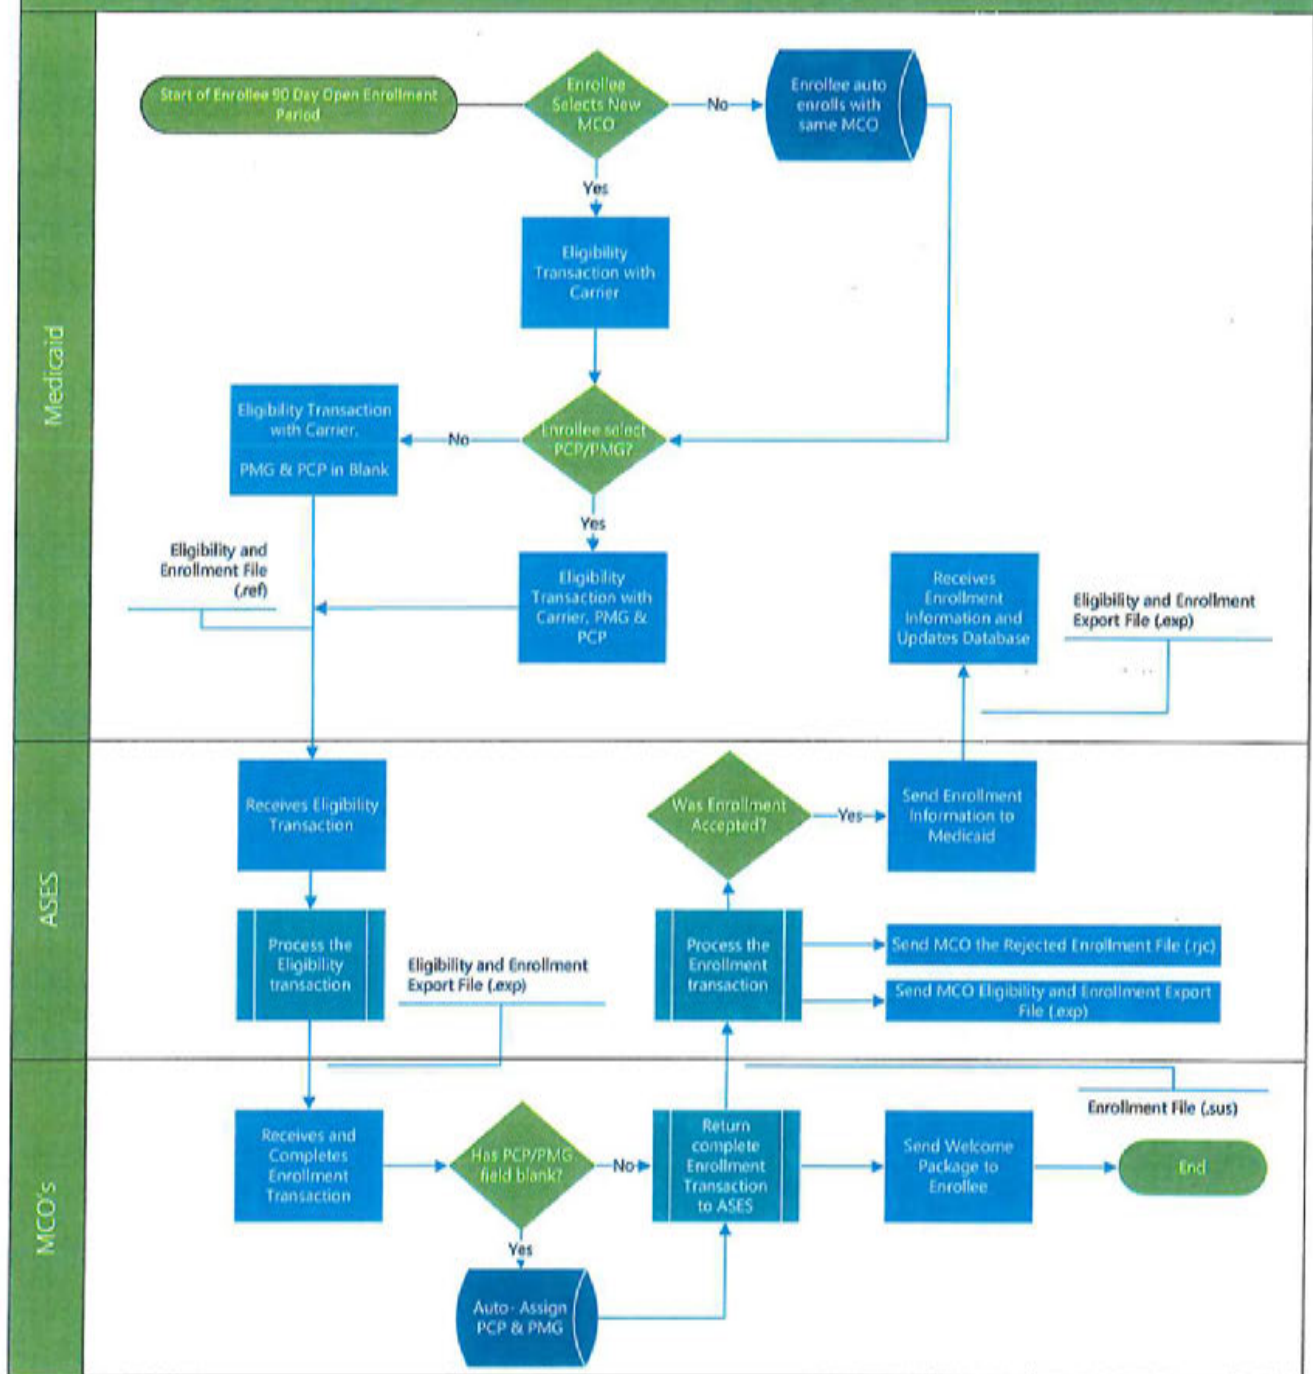 Start of Enrollee 90 Day Open Enrollment
Period
Enrollee
Selects New
MCO
No
Enrollee auto
enrolls with
same MCO
Yes
Eligibility
Transaction with
Carrier
Medicaid
Eligibility Transaction
with Carrier.
PMG & PCP in Blank
No
Enrollee select
PCP/PMG?
Yes
Eligibility and
Enrollment File
(.ref)
Eligibility
Transaction with
Carrier, PMG &
PCP
Receives
Enrollment
Information and
Updates Database
Eligibility and Enrollment
Export File (.exp)
ASES
Receives Eligibility
Transaction
Was Enrollment
Accepted?
Yes
Send Enrollment
Information to
Medicaid
Process the
Eligibility
transaction
Eligibility and Enrollment
Export File (.exp)
Process the
Enrollment
transaction
Send MCO the Rejected Enrollment File (.rjc)
Send MCO Eligibility and Enrollment Export
File (.exp)
MCO's
Receives and
Completes
Enrollment
Transaction
Has PCP/PMG
field blank?
No
Return
complete
Enrollment
Transaction
to ASES
Send Welcome
Package to
Enrollee
Enrollment File (.sus)
End
Yes
Auto- Assign
PCP & PMG